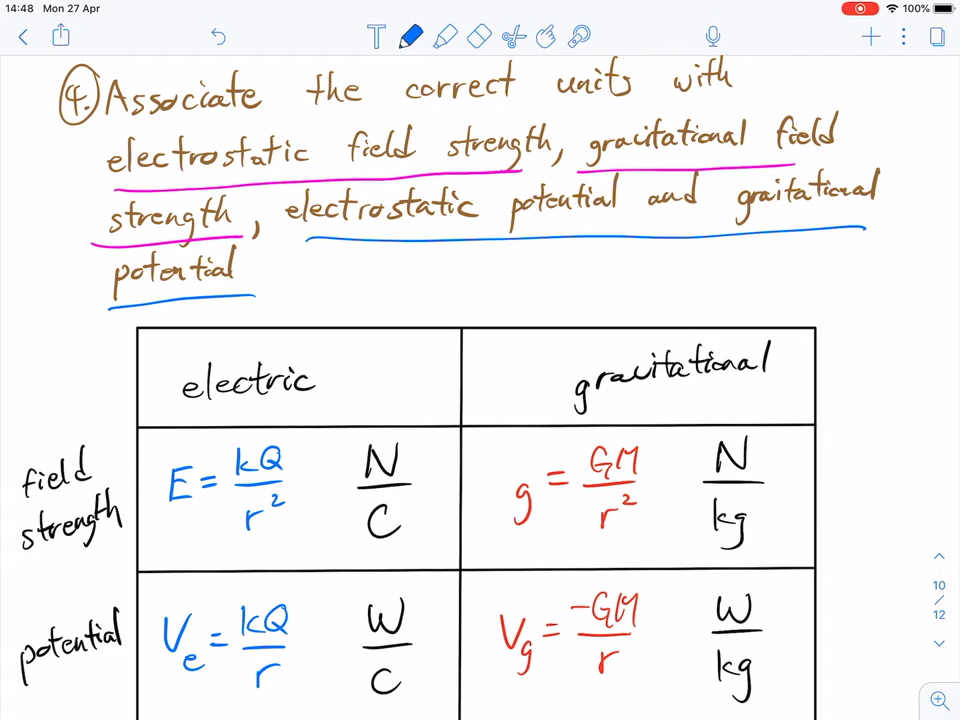 14:48 Mon 27 Apr 100%
T
4. Associate the correct units with
electrostatic field strength, gracitational field
strength, electrostatic potential and graitational
potential
electric gravitational
field strength E = kQ/r² N/C g = GM/r² N/kg
potential Ve = kQ/r W/C Vg = -GM/r W/kg
10
/
12